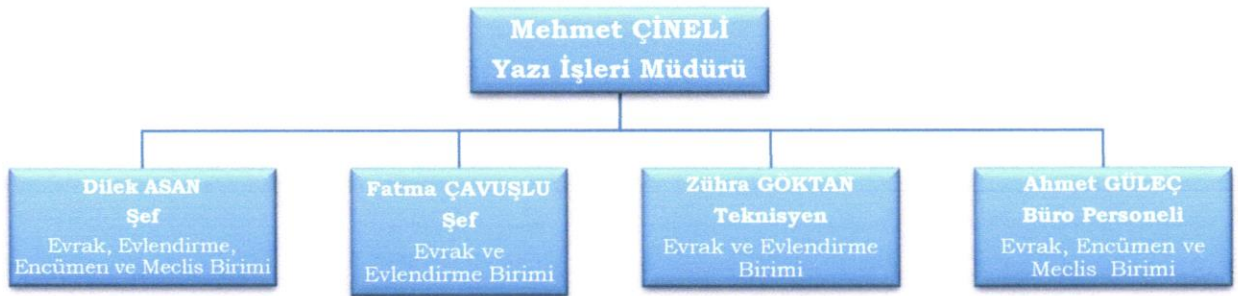 Mehmet ÇİNELİ
Yazı İşleri Müdürü
Dilek ASAN
Şef
Evrak, Evlendirme,
Encümen ve Meclis Birimi
Fatma ÇAVUŞLU
Şef
Evrak ve
Evlendirme Birimi
Zühra GÖKTAN
Teknisyen
Evrak ve Evlendirme
Birimi
Ahmet GÜLEÇ
Büro Personeli
Evrak, Encümen ve
Meclis Birimi